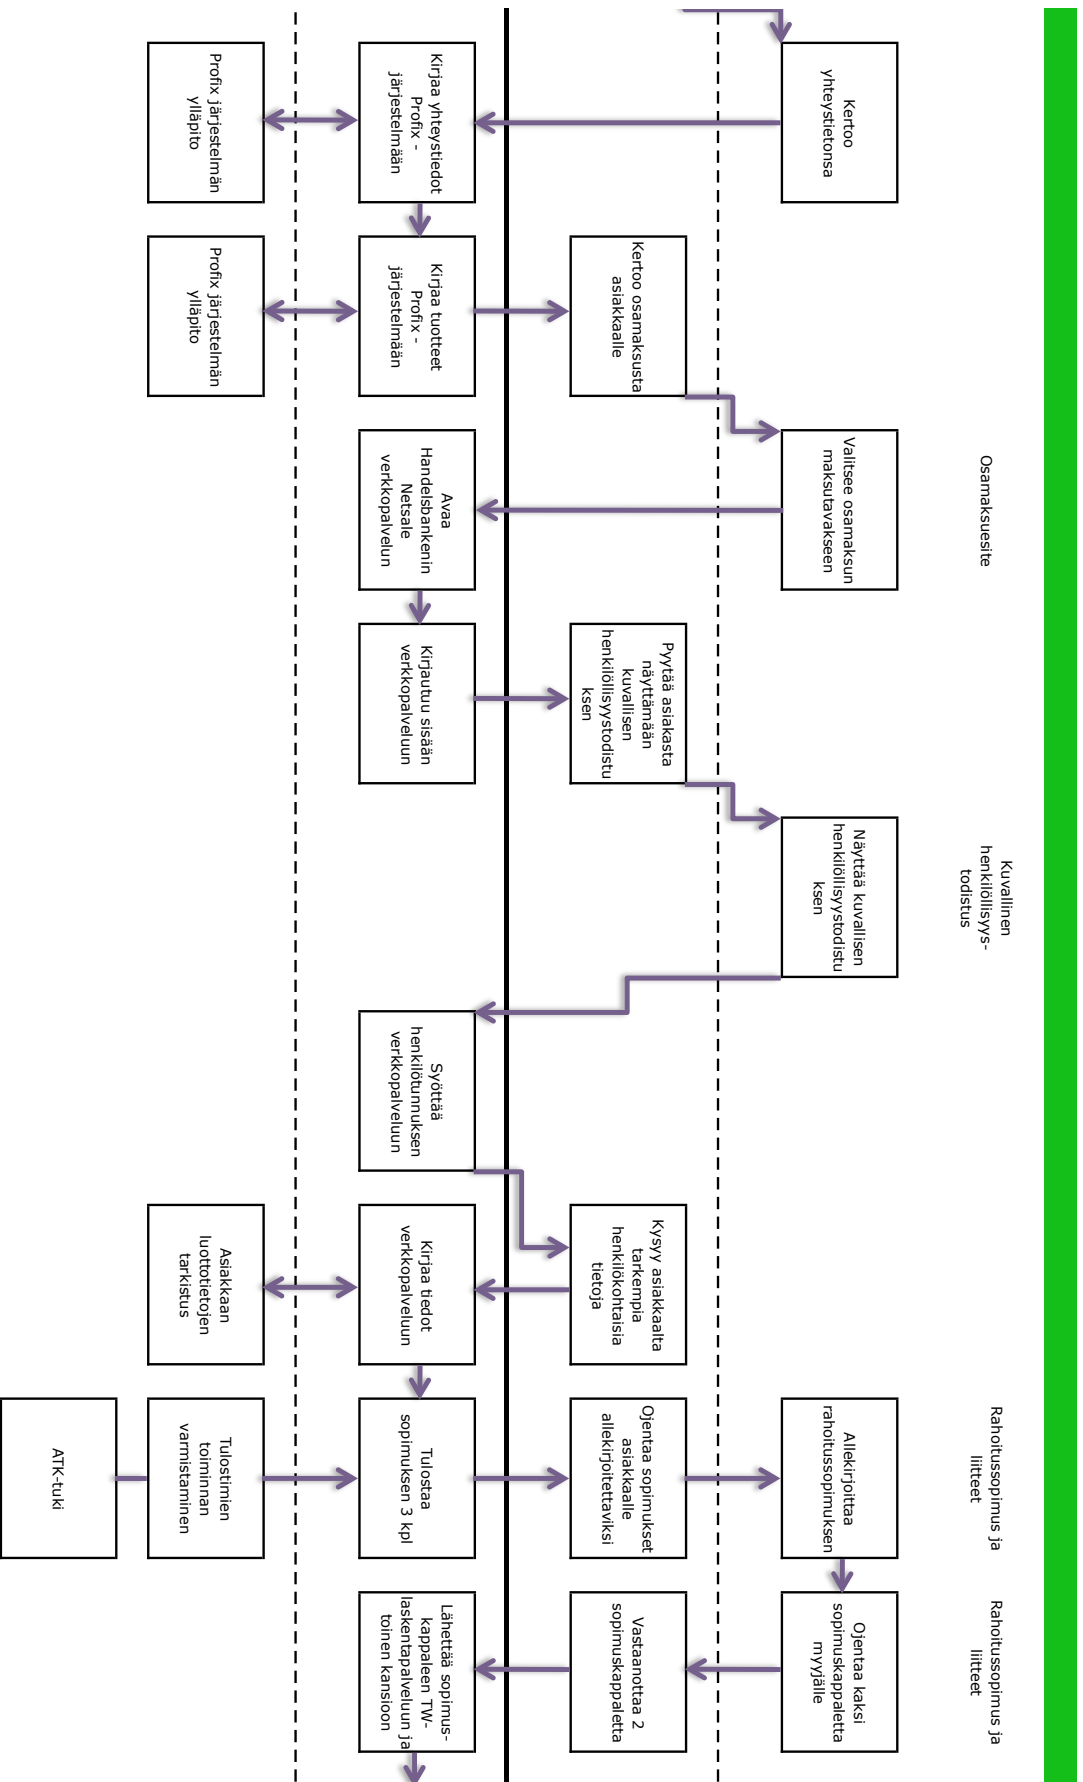 Osamaksuesite
Kuvallinen
henkilöllisyys-
todistus
Rahoitussopimus ja
liitteet
Rahoitussopimus ja
liitteet
Kertoo
yhteystietonsa
Valitsee osamaksun
maksutavakseen
Näyttää kuvallisen
henkilöllisyystodistu
ksen
Allekirjoittaa
rahoitussopimuksen
Ojentaa kaksi
sopimuskappaletta
myyjälle
Kertoo osamaksusta
asiakkaalle
Pyytää asiakasta
näyttämään
kuvallisen
henkilöllisyystodistu
ksen
Kysyy asiakkaalta
tarkempia
henkilökohtaisia
tietoja
Ojentaa sopimukset
asiakkaalle
allekirjoitettaviksi
Vastaanottaa 2
sopimuskappaletta
Kirjaa yhteystiedot
Profix -
järjestelmään
Kirjaa tuotteet
Profix -
järjestelmään
Avaa
Handelsbankenin
Netsale
verkkopalvelun
Kirjautuu sisään
verkkopalveluun
Syöttää
henkilötunnuksen
verkkopalveluun
Kirjaa tiedot
verkkopalveluun
Tulostaa
sopimuksen 3 kpl
Lähettää sopimus-
kappaleen TW-
laskentapalveluun ja
toinen kansioon
Profix järjestelmän
ylläpito
Profix järjestelmän
ylläpito
Asiakkaan
luottotietojen
tarkistus
Tulostimien
toiminnan
varmistaminen
ATK-tuki